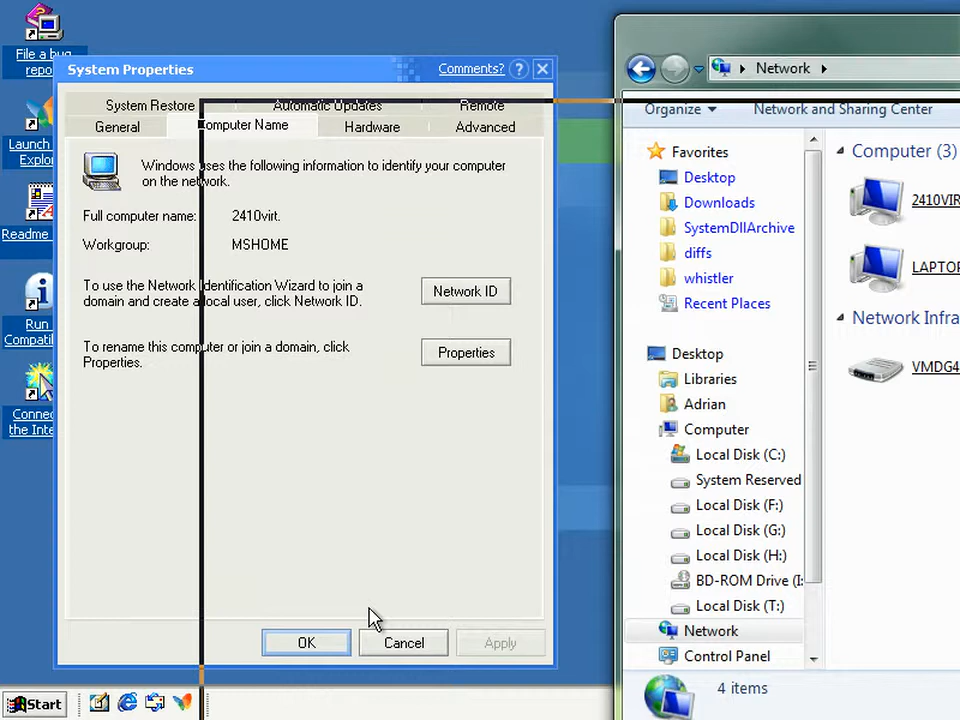 File a bug
repo
Launch
Explo
Readme
Run
Compati
Connec
the Inte
System Properties
Comments?
?
System Restore
Automatic Updates
Remote
General
Computer Name
Hardware
Advanced
Windows uses the following information to identify your computer
on the network.
Full computer name:
2410virt.
Workgroup:
MSHOME
To use the Network Identification Wizard to join a
domain and create a local user, click Network ID.
Network ID
To rename this computer or join a domain, click
Properties.
Properties
OK
Cancel
Apply
Start
Network
Organize
Network and Sharing Center
Favorites
Desktop
Downloads
SystemDllArchive
diffs
whistler
Recent Places
Desktop
Libraries
Adrian
Computer
Local Disk (C:)
System Reserved
Local Disk (F:)
Local Disk (G:)
Local Disk (H:)
BD-ROM Drive (I:
Local Disk (T:)
Network
Control Panel
Computer (3)
2410VIR
LAPTOP
Network Infra
VMDG4
4 items